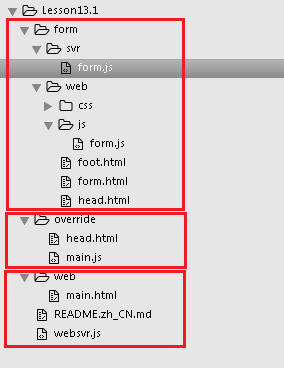 Lesson13.1
form
svr
form.js
web
css
js
form.js
foot.html
form.html
head.html
override
head.html
main.js
web
main.html
README.zh_CN.md
websvr.js